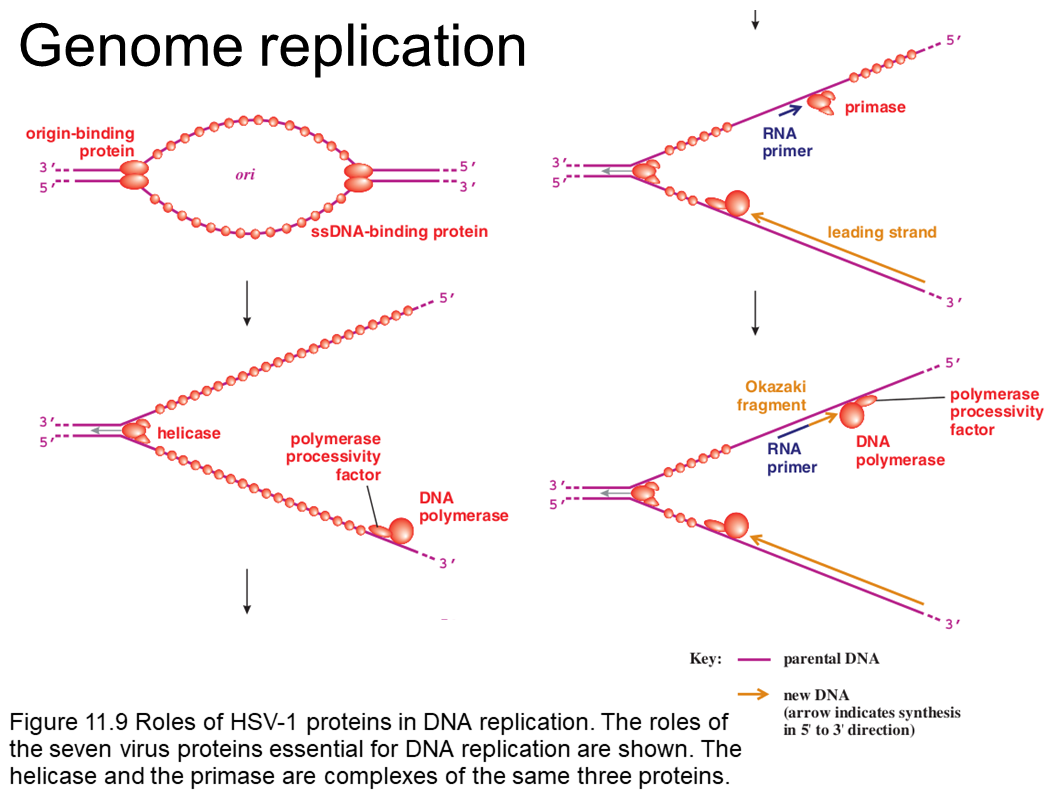 Genome replication
origin-binding
protein
3′
5′
ori
5′
3′
ssDNA-binding protein
5′
3′
5′
helicase
polymerase
processivity
factor
DNA
polymerase
3′
5′
primase
RNA
primer
3′
5′
leading strand
3′
5′
Okazaki
fragment
polymerase
processivity
factor
RNA
primer
DNA
polymerase
3′
5′
3′
Key:
parental DNA
new DNA
(arrow indicates synthesis
in 5′ to 3′ direction)
Figure 11.9 Roles of HSV-1 proteins in DNA replication. The roles of
the seven virus proteins essential for DNA replication are shown. The
helicase and the primase are complexes of the same three proteins.